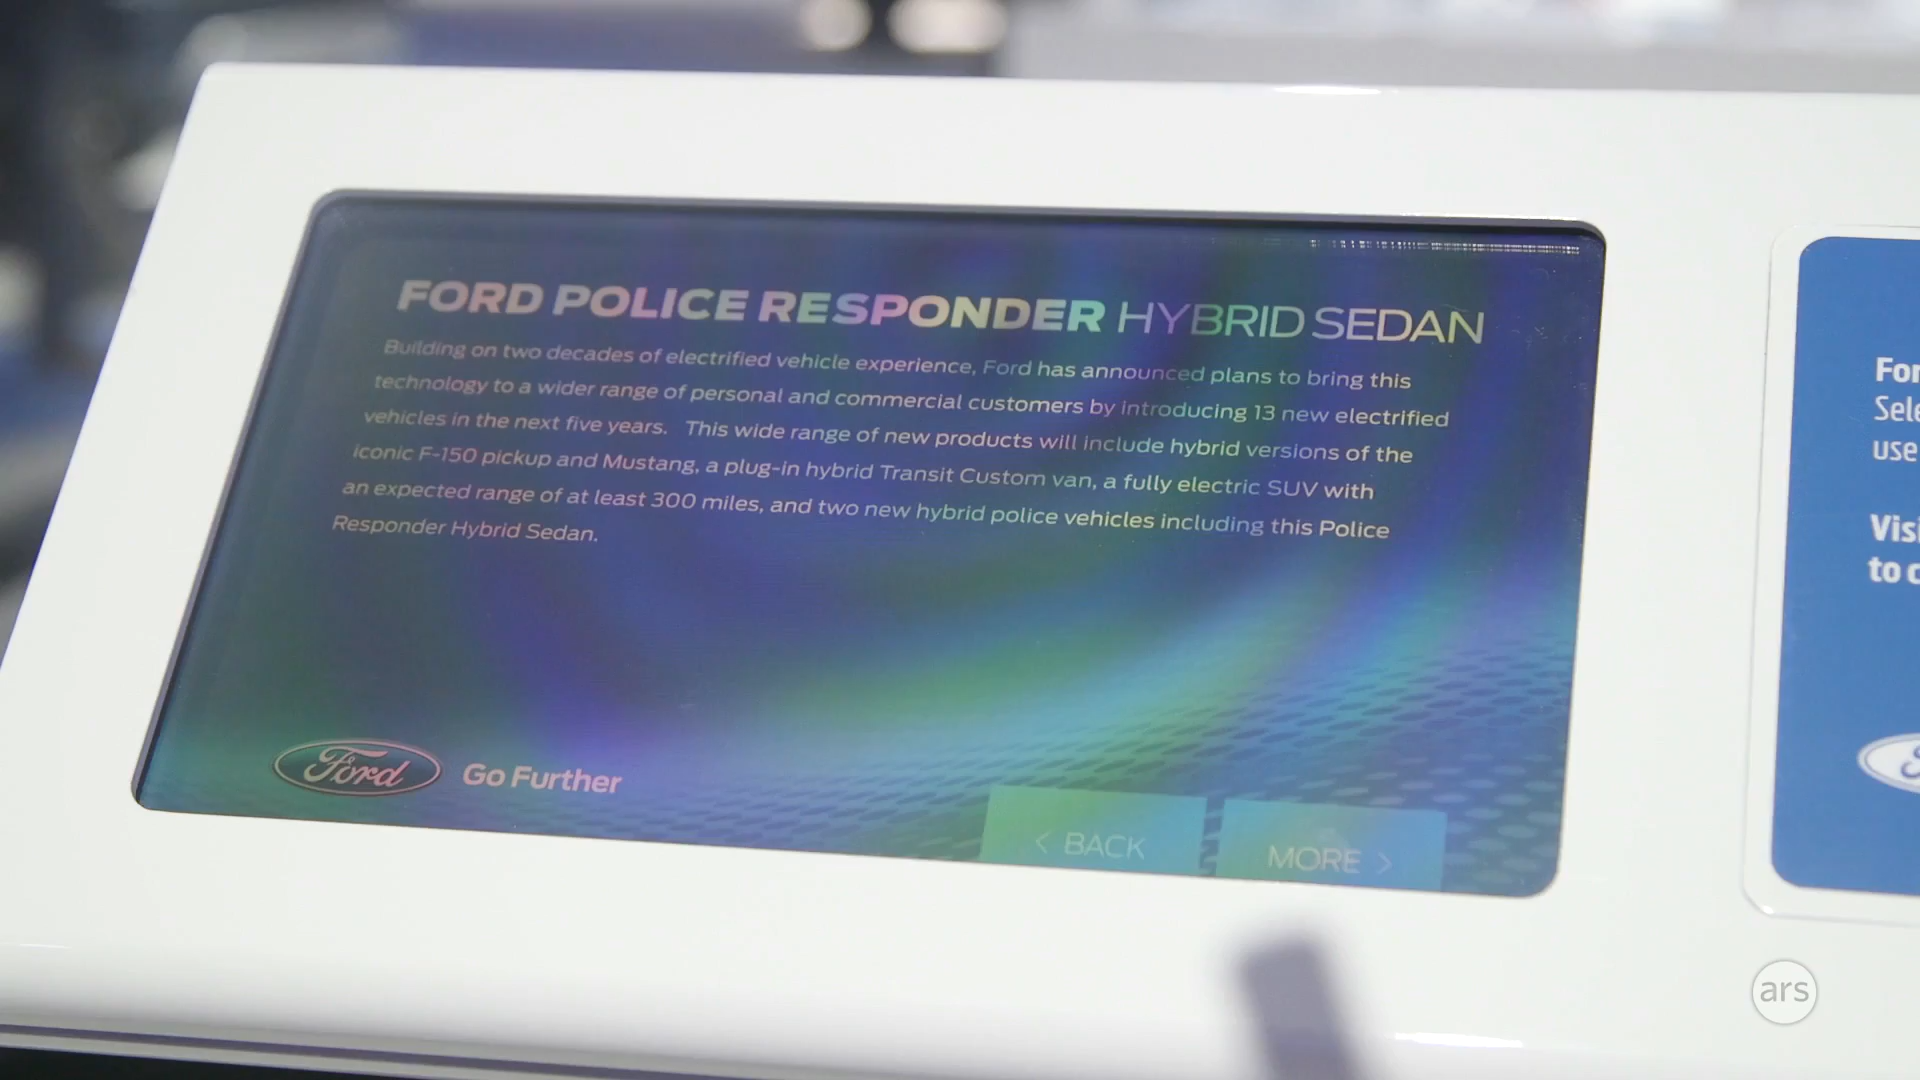 FORD POLICE RESPONDER HYBRID SEDAN
Building on two decades of electrified vehicle experience, Ford has announced plans to bring this
technology to a wider range of personal and commercial customers by introducing 13 new electrified
vehicles in the next five years. This wide range of new products will include hybrid versions of the
iconic F-150 pickup and Mustang, a plug-in hybrid Transit Custom van, a fully electric SUV with
an expected range of at least 300 miles, and two new hybrid police vehicles including this Police
Responder Hybrid Sedan.
Ford Go Further
< BACK
MORE >
use
to
ars